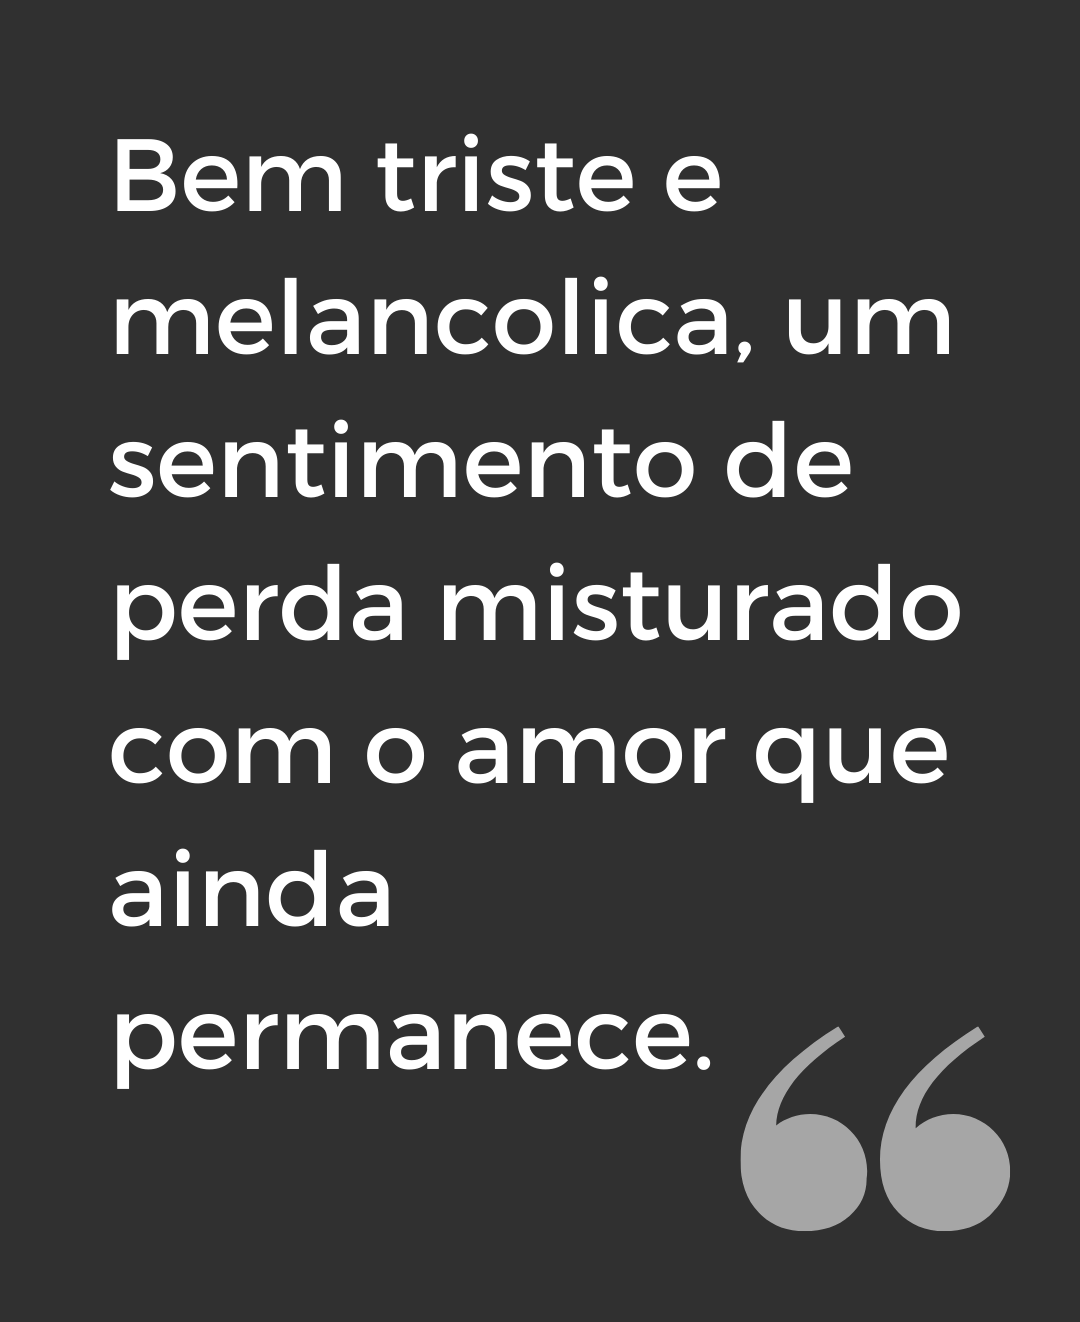 Bem triste e
melancolica, um
sentimento de
perda misturado
com o amor que
ainda
permanece.
“